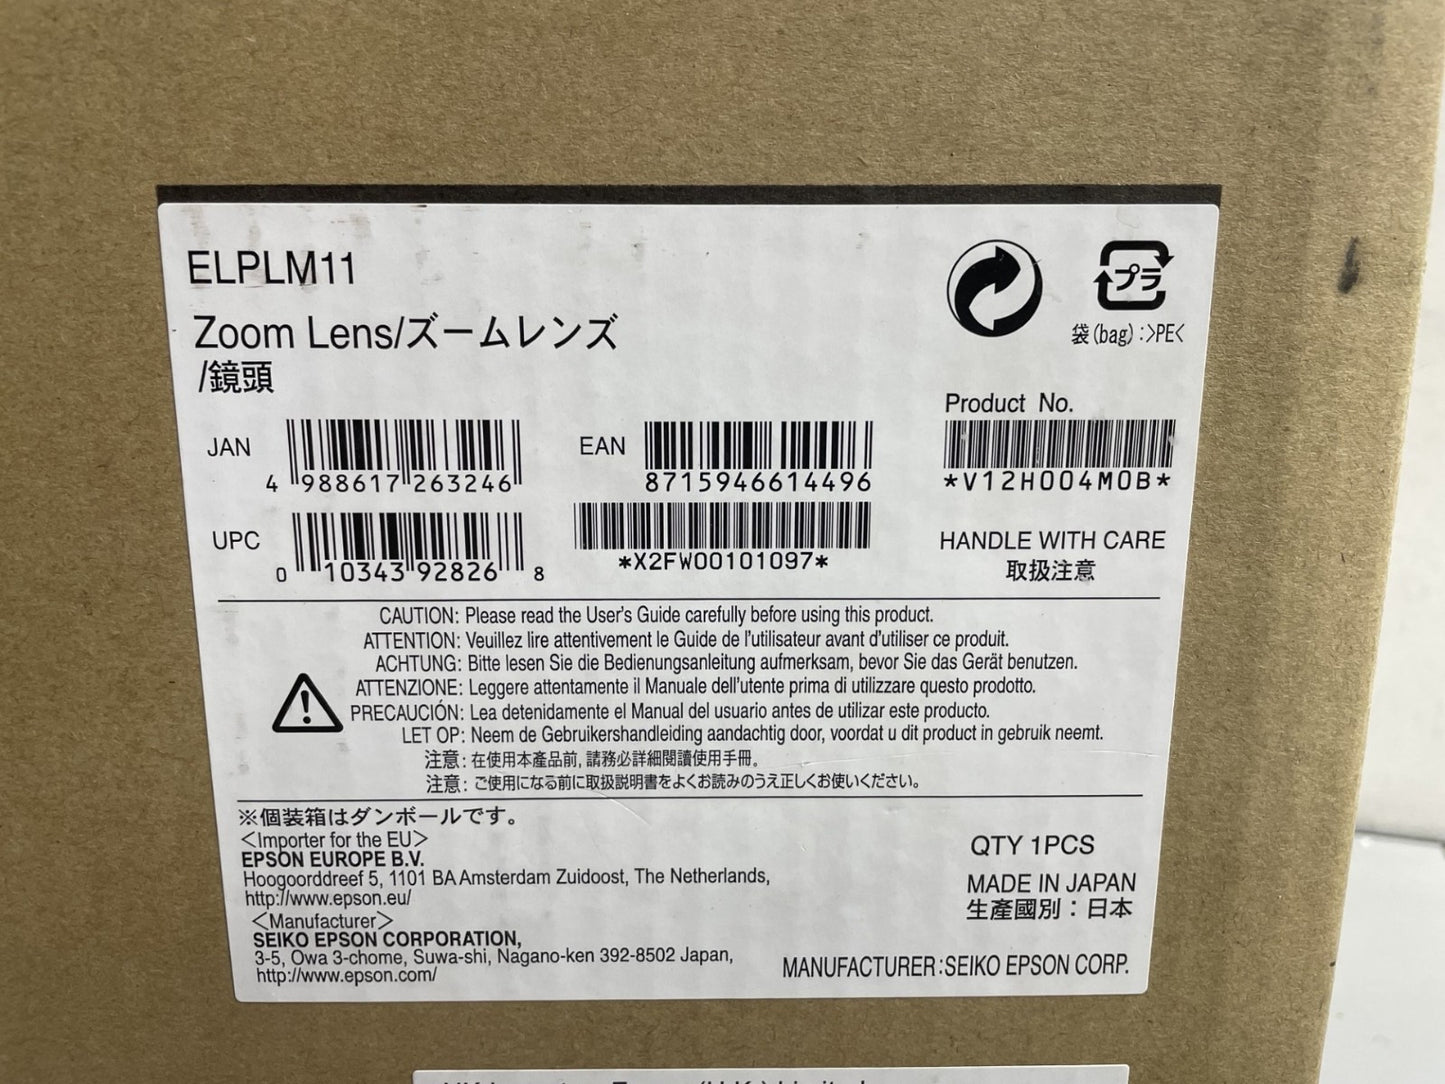 ELPLM11
Zoom Lens/ズームレンズ
/鏡頭
プラ
袋(bag):>PE<
JAN
4 988617 263246
EAN
8715946614496
Product No.
*V12H004M0B*
UPC
0 10343 92826 8
*X2FW00101097*
HANDLE WITH CARE
取扱注意
CAUTION: Please read the User's Guide carefully before using this product.
ATTENTION: Veuillez lire attentivement le Guide de l'utilisateur avant d'utiliser ce produit.
ACHTUNG: Bitte lesen Sie die Bedienungsanleitung aufmerksam, bevor Sie das Gerät benutzen.
ATTENZIONE: Leggere attentamente il Manuale dell'utente prima di utilizzare questo prodotto.
PRECAUCIÓN: Lea detenidamente el Manual del usuario antes de utilizar este producto.
LET OP: Neem de Gebruikershandleiding aandachtig door, voordat u dit product in gebruik neemt.
注意: 在使用本產品前, 請務必詳細閱讀使用手冊。
注意: ご使用になる前に取扱説明書をよくお読みのうえ正しくお使いください。
※個装箱はダンボールです。
<Importer for the EU>
EPSON EUROPE B.V.
Hoogoorddreef 5, 1101 BA Amsterdam Zuidoost, The Netherlands,
http://www.epson.eu/
<Manufacturer>
SEIKO EPSON CORPORATION,
3-5, Owa 3-chome, Suwa-shi, Nagano-ken 392-8502 Japan,
http://www.epson.com/
QTY 1PCS
MADE IN JAPAN
生產國別：日本
MANUFACTURER:SEIKO EPSON CORP.